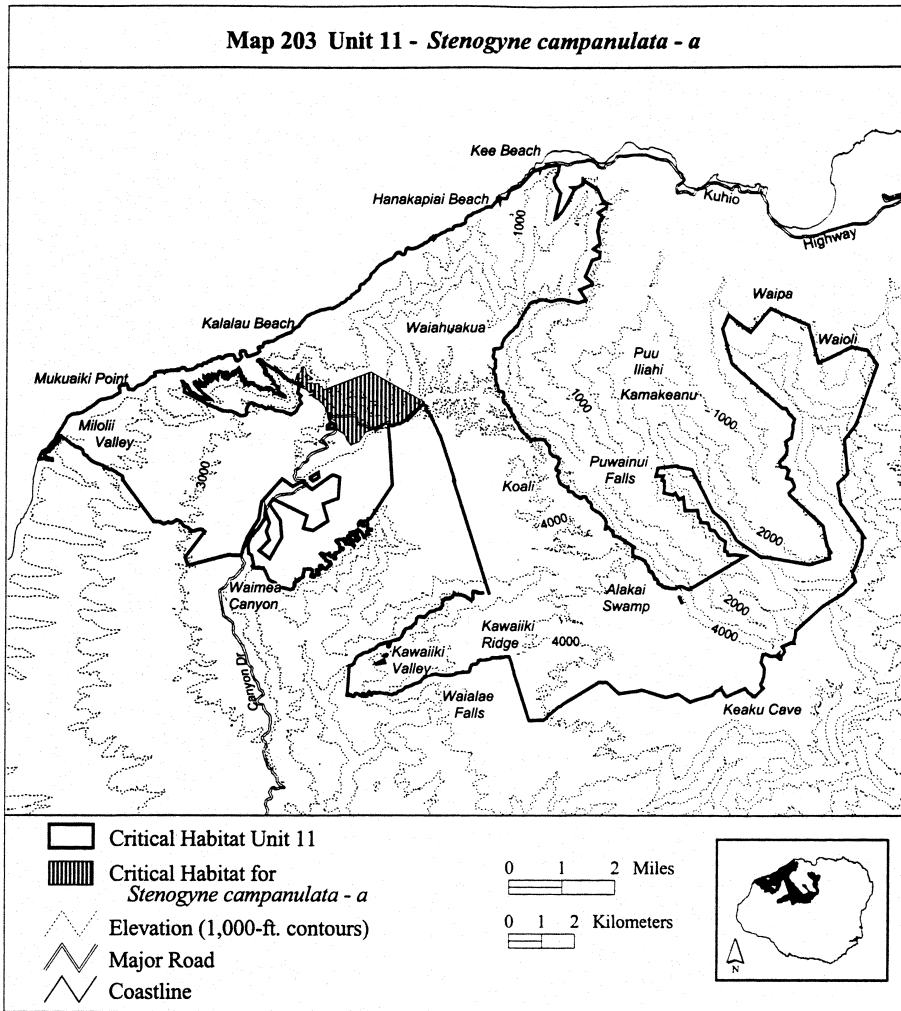 Map 203 Unit 11 - Stenogyne campanulata - a
Kee Beach
Hanakapiai Beach
Kuhio
Highway
1000
Waipa
Kalalau Beach
Waiahuakua
Waioli
Mukuaiki Point
Puu
Iliahi
Kamakeanu
1000
1000
Milolii
Valley
3000
Puwainui
Falls
Koali
4000
2000
Waimea
Canyon
Alakai
Swamp
2000
4000
Kawaiiki
Ridge
4000
Kawaiiki
Valley
Canyon Dr
Waialae
Falls
Keaku Cave
Critical Habitat Unit 11
Critical Habitat for
Stenogyne campanulata - a
Elevation (1,000-ft. contours)
Major Road
Coastline
0 1 2 Miles
0 1 2 Kilometers
N